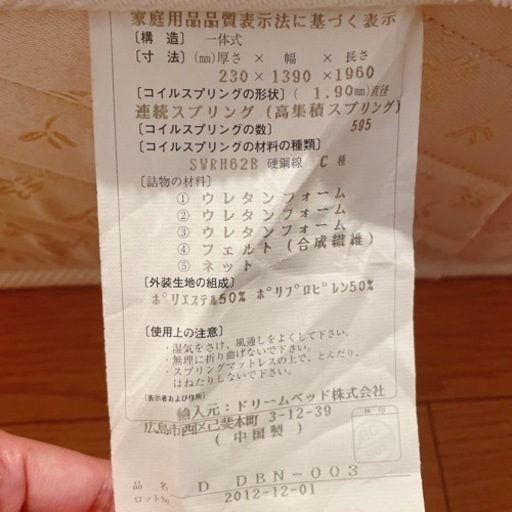 家庭用品品質表示法に基づく表示
〔構 造〕 一体式
〔寸 法〕(㎜)厚さ × 幅 × 長さ
230×1390×1960
〔コイルスプリングの形状〕( 1.90㎜)直径
連続スプリング(高集積スプリング)
〔コイルスプリングの数〕 595
〔コイルスプリングの材料の種類〕
SWRH62B 硬鋼線 C 種
〔詰物の材料〕
① ウレタンフォーム
② ウレタンフォーム
③ ウレタンフォーム
④ フェルト(合成繊維)
⑤ ネット
〔外装生地の組成〕
ポリエステル50% ポリプロピレン50%
〔使用上の注意〕
・湿気をさけ、風通しをよくして下さい。
・無理に折り曲げないで下さい。
・スプリングマットレスの上で、とんだり、
はねたりしないで下さい。
〔表示者および住所〕
輸入元:ドリームベッド株式会社
広島市西区己斐本町 3-12-39
(中国製)
品 名 D DBN-003
ロット№ 2012-12-01